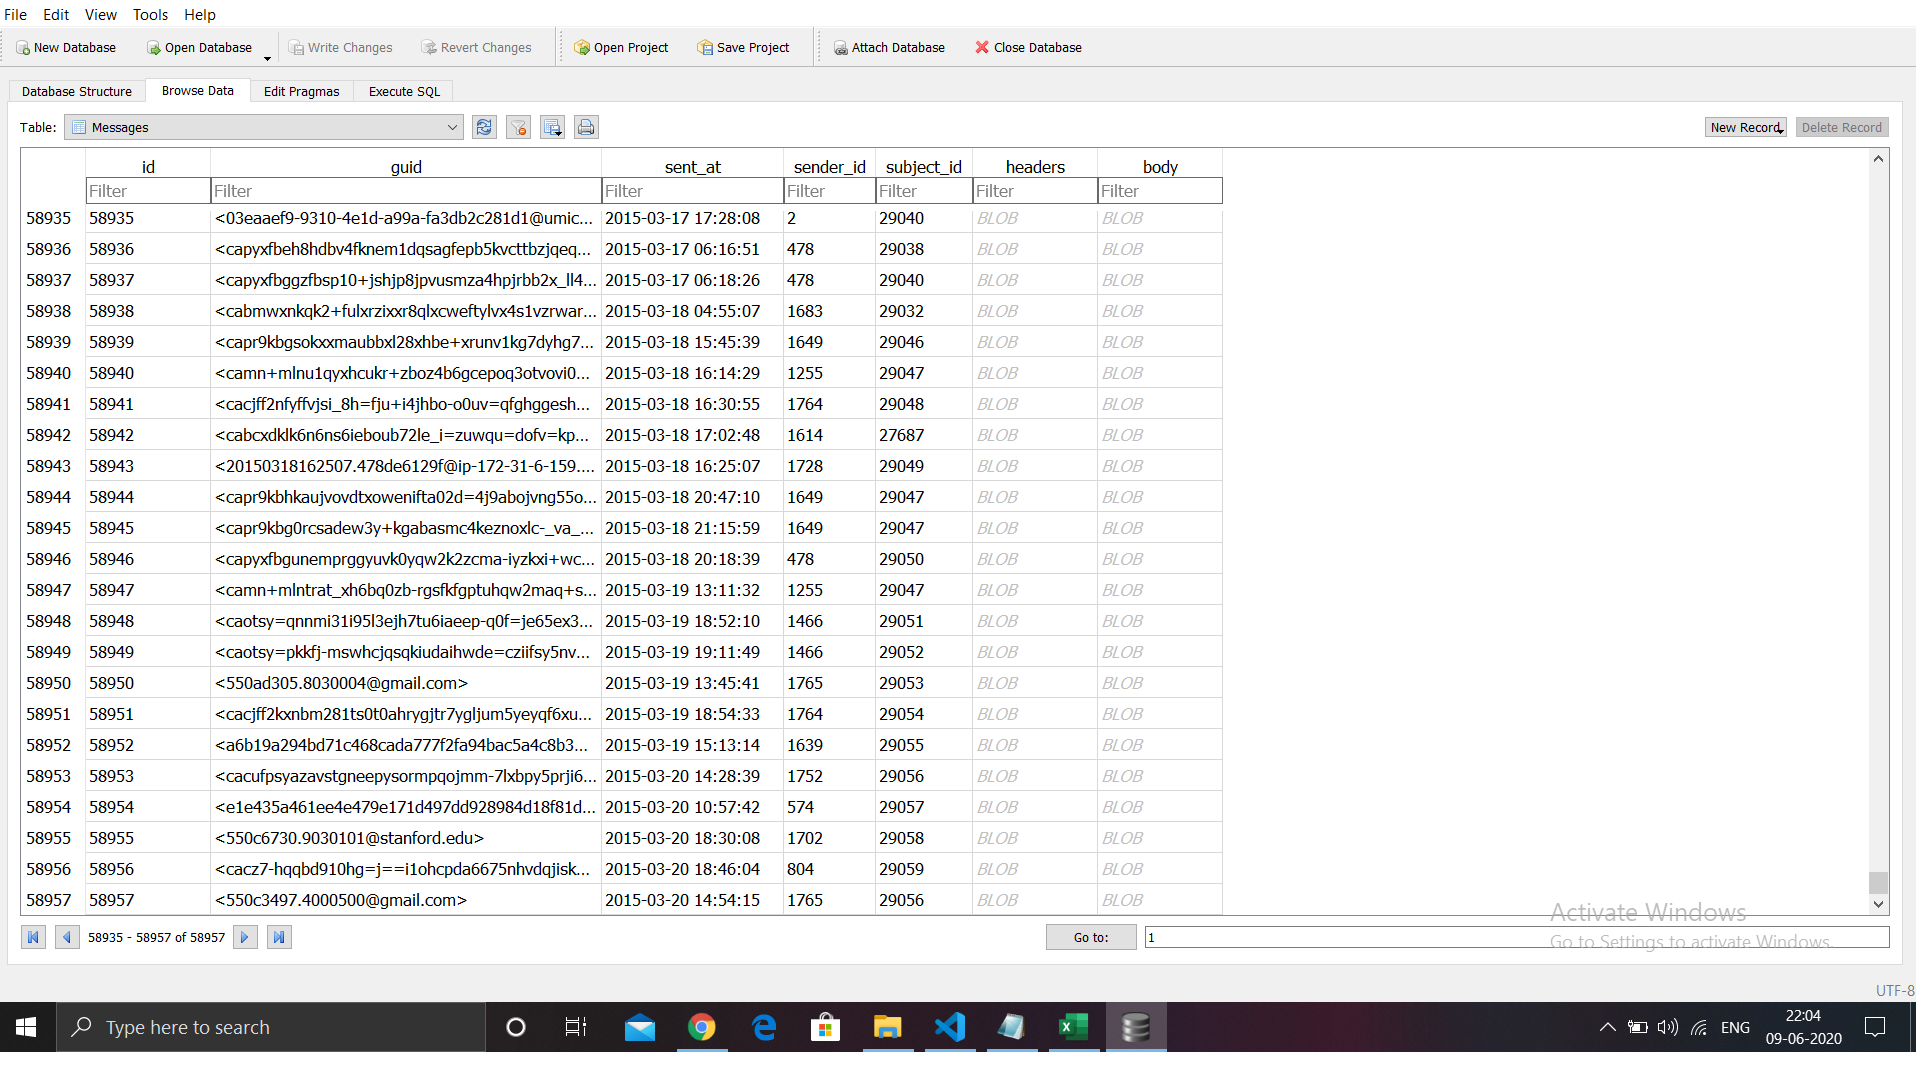 File Edit View Tools Help
New Database Open Database Write Changes Revert Changes Open Project Save Project Attach Database Close Database
Database Structure Browse Data Edit Pragmas Execute SQL
Table: Messages New Record Delete Record
id guid sent_at sender_id subject_id headers body
Filter Filter Filter Filter Filter Filter Filter
58935 58935 <03eaaef9-9310-4e1d-a99a-fa3db2c281d1@umic... 2015-03-17 17:28:08 2 29040 BLOB BLOB
58936 58936 <capyxfbeh8hdbv4fknem1dqsagfepb5kvcttbzjqeq... 2015-03-17 06:16:51 478 29038 BLOB BLOB
58937 58937 <capyxfbggzfbsp10+jshjp8jpvusmza4hpjrbb2x_ll4... 2015-03-17 06:18:26 478 29040 BLOB BLOB
58938 58938 <cabmwxnkqk2+fulxrzixxr8qlxcweftylvx4s1vzrwar... 2015-03-18 04:55:07 1683 29032 BLOB BLOB
58939 58939 <capr9kbgsokxxmaubbxl28xhbe+xrunv1kg7dyhg7... 2015-03-18 15:45:39 1649 29046 BLOB BLOB
58940 58940 <camn+mlnu1qyxhcukr+zboz4b6gcepoq3otvovi0... 2015-03-18 16:14:29 1255 29047 BLOB BLOB
58941 58941 <cacjff2nfyffvjsi_8h=fju+i4jhbo-o0uv=qfghggesh... 2015-03-18 16:30:55 1764 29048 BLOB BLOB
58942 58942 <cabcxdklk6n6ns6ieboub72le_i=zuwqu=dofv=kp... 2015-03-18 17:02:48 1614 27687 BLOB BLOB
58943 58943 <20150318162507.478de6129f@ip-172-31-6-159.... 2015-03-18 16:25:07 1728 29049 BLOB BLOB
58944 58944 <capr9kbhkaujvovdtxowenifta02d=4j9abojvng55o... 2015-03-18 20:47:10 1649 29047 BLOB BLOB
58945 58945 <capr9kbg0rcsadew3y+kgabasmc4keznoxlc-_va_... 2015-03-18 21:15:59 1649 29047 BLOB BLOB
58946 58946 <capyxfbgunemprggyuvk0yqw2k2zcma-iyzkxi+wc... 2015-03-18 20:18:39 478 29050 BLOB BLOB
58947 58947 <camn+mlntrat_xh6bq0zb-rgsfkfgptuhqw2maq+s... 2015-03-19 13:11:32 1255 29047 BLOB BLOB
58948 58948 <caotsy=qnnmi31i95l3ejh7tu6iaeep-q0f=je65ex3... 2015-03-19 18:52:10 1466 29051 BLOB BLOB
58949 58949 <caotsy=pkkfj-mswhcjqsqkiudaihwde=cziifsy5nv... 2015-03-19 19:11:49 1466 29052 BLOB BLOB
58950 58950 <550ad305.8030004@gmail.com> 2015-03-19 13:45:41 1765 29053 BLOB BLOB
58951 58951 <cacjff2kxnbm281ts0t0ahrygjtr7ygljum5yeyqf6xu... 2015-03-19 18:54:33 1764 29054 BLOB BLOB
58952 58952 <a6b19a294bd71c468cada777f2fa94bac5a4c8b3... 2015-03-19 15:13:14 1639 29055 BLOB BLOB
58953 58953 <cacufpsyazavstgneepysormpqojmm-7lxbpy5prji6... 2015-03-20 14:28:39 1752 29056 BLOB BLOB
58954 58954 <e1e435a461ee4e479e171d497dd928984d18f81d... 2015-03-20 10:57:42 574 29057 BLOB BLOB
58955 58955 <550c6730.9030101@stanford.edu> 2015-03-20 18:30:08 1702 29058 BLOB BLOB
58956 58956 <cacz7-hqqbd910hg=j==i1ohcpda6675nhvdqjisk... 2015-03-20 18:46:04 804 29059 BLOB BLOB
58957 58957 <550c3497.4000500@gmail.com> 2015-03-20 14:54:15 1765 29056 BLOB BLOB
Activate Windows
58935 - 58957 of 58957 Go to: 1
Go to Settings to activate Windows.
UTF-8
Type here to search ENG 22:04
09-06-2020